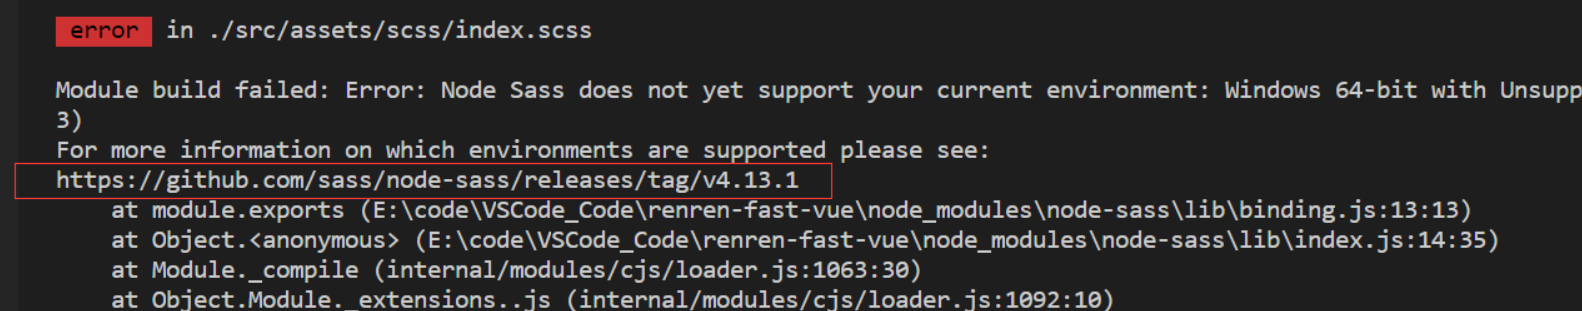 error in ./src/assets/scss/index.scss
Module build failed: Error: Node Sass does not yet support your current environment: Windows 64-bit with Unsupp
3)
For more information on which environments are supported please see:
https://github.com/sass/node-sass/releases/tag/v4.13.1
at module.exports (E:\code\VSCode_Code\renren-fast-vue\node_modules\node-sass\lib\binding.js:13:13)
at Object.<anonymous> (E:\code\VSCode_Code\renren-fast-vue\node_modules\node-sass\lib\index.js:14:35)
at Module._compile (internal/modules/cjs/loader.js:1063:30)
at Object.Module._extensions..js (internal/modules/cjs/loader.js:1092:10)